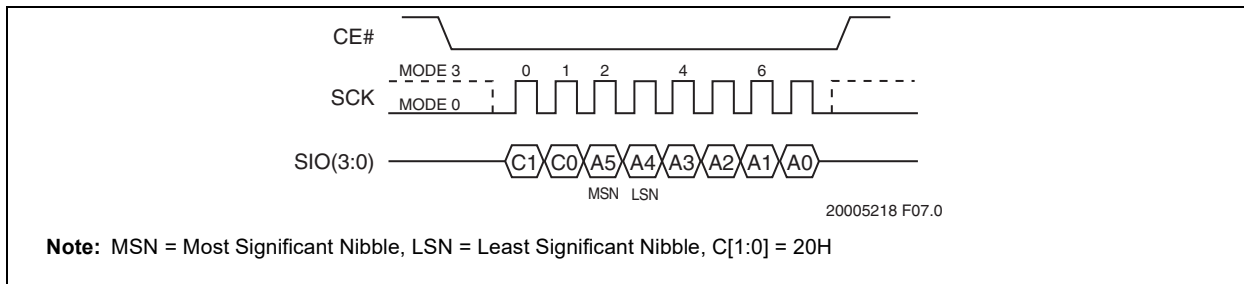 CE#
MODE 3 0 1 2 4 6
SCK
MODE 0
SIO(3:0) C1 C0 A5 A4 A3 A2 A1 A0
MSN LSN
20005218 F07.0
Note: MSN = Most Significant Nibble, LSN = Least Significant Nibble, C[1:0] = 20H